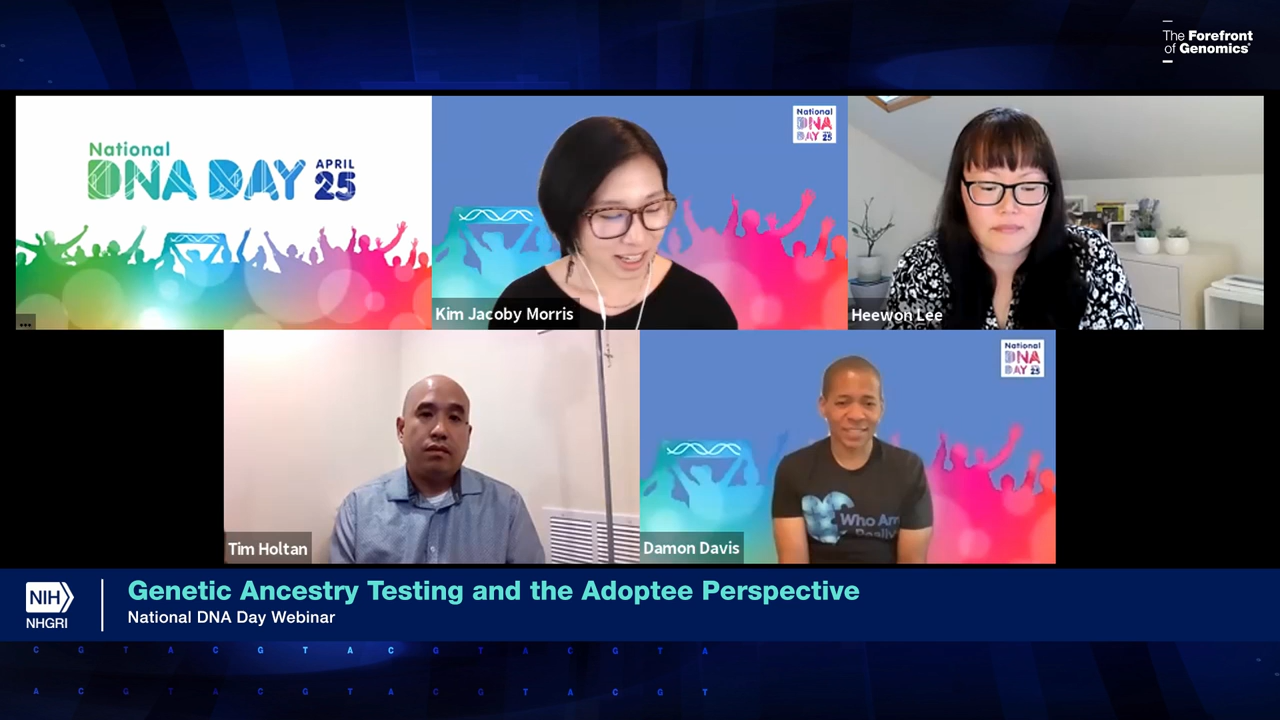 The Forefront
of Genomics®
National
DNA DAY APRIL 25
National
DNA
DAY 25
Kim Jacoby Morris
Heewon Lee
Tim Holtan
National
DNA
DAY 25
Who Am
Really
Damon Davis
NIH
NHGRI
Genetic Ancestry Testing and the Adoptee Perspective
National DNA Day Webinar
C G T A C G T A C G T A C G T A
A C G T A C G T A C G T A C G T